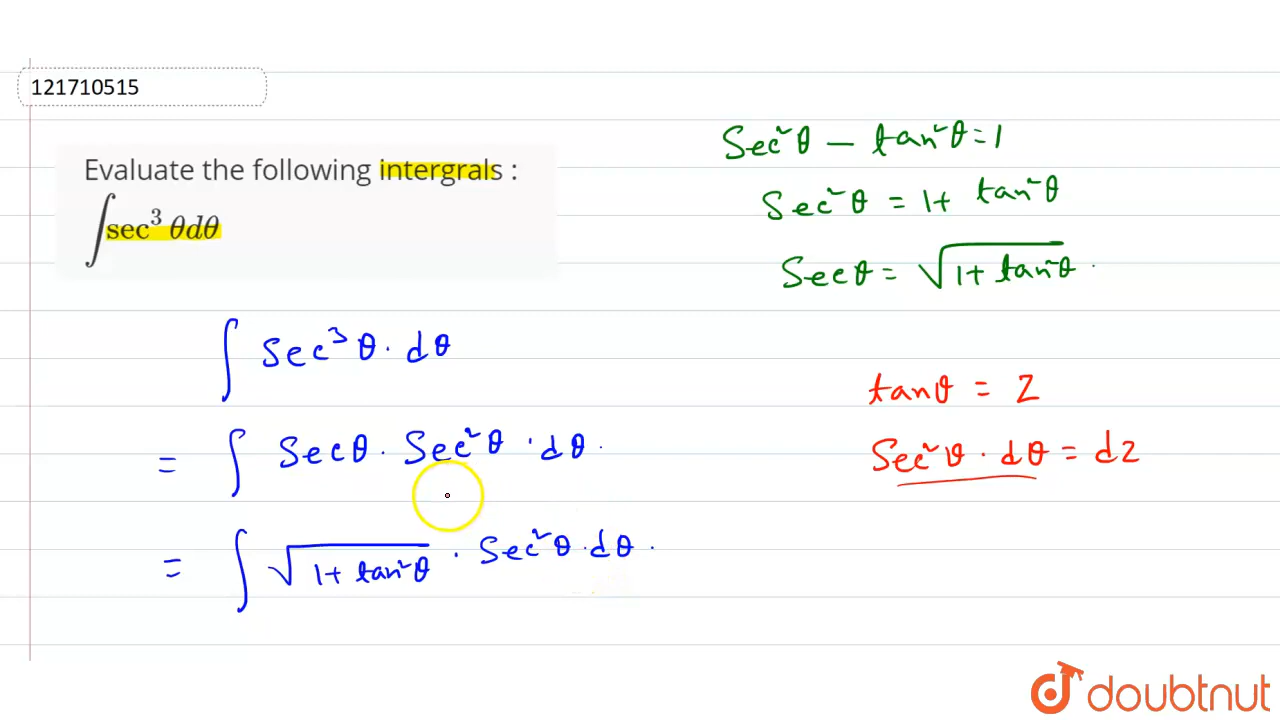 121710515
Evaluate the following intergrals :
∫sec³ θdθ
Sec²θ — tan²θ = 1
Sec²θ = 1+ tan²θ
Secθ = √(1+ tan²θ) .
∫ Sec³θ · dθ
= ∫ Secθ · Sec²θ · dθ .
= ∫ √(1+ tan²θ) · Sec²θ · dθ .
tanθ = z
Sec²θ · dθ = dz
doubtnut